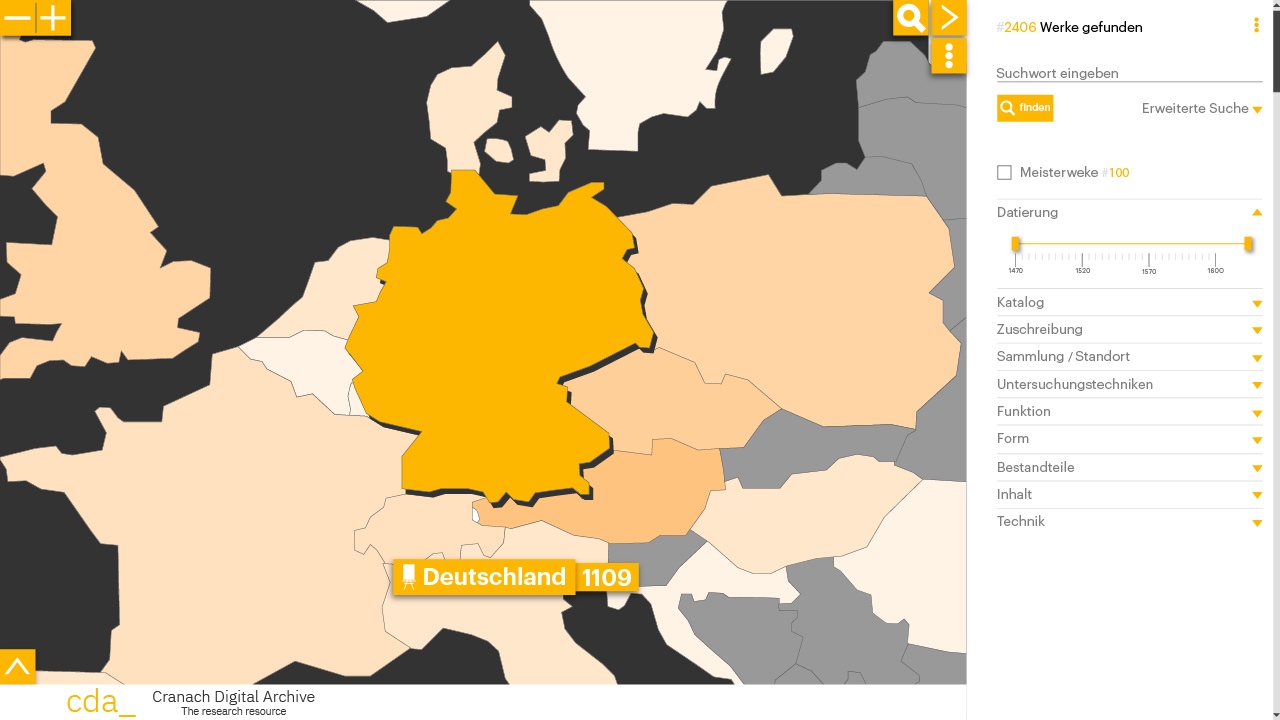 #2406 Werke gefunden
Suchwort eingeben
finden
Erweiterte Suche
Meisterweke #100
Datierung
1470 1520 1570 1600
Katalog
Zuschreibung
Sammlung / Standort
Untersuchungstechniken
Funktion
Form
Bestandteile
Inhalt
Technik
Deutschland 1109
cda_ Cranach Digital Archive
The research resource